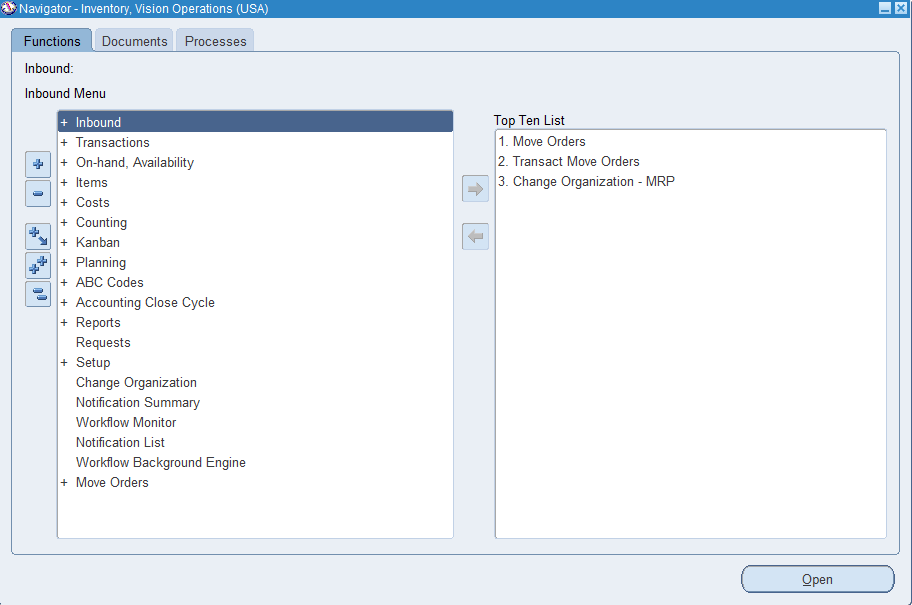 Navigator - Inventory, Vision Operations (USA)
Functions
Documents
Processes
Inbound:
Inbound Menu
+ Inbound
+ Transactions
+ On-hand, Availability
+ Items
+ Costs
+ Counting
+ Kanban
+ Planning
+ ABC Codes
+ Accounting Close Cycle
+ Reports
Requests
+ Setup
Change Organization
Notification Summary
Workflow Monitor
Notification List
Workflow Background Engine
+ Move Orders
Top Ten List
1. Move Orders
2. Transact Move Orders
3. Change Organization - MRP
Open